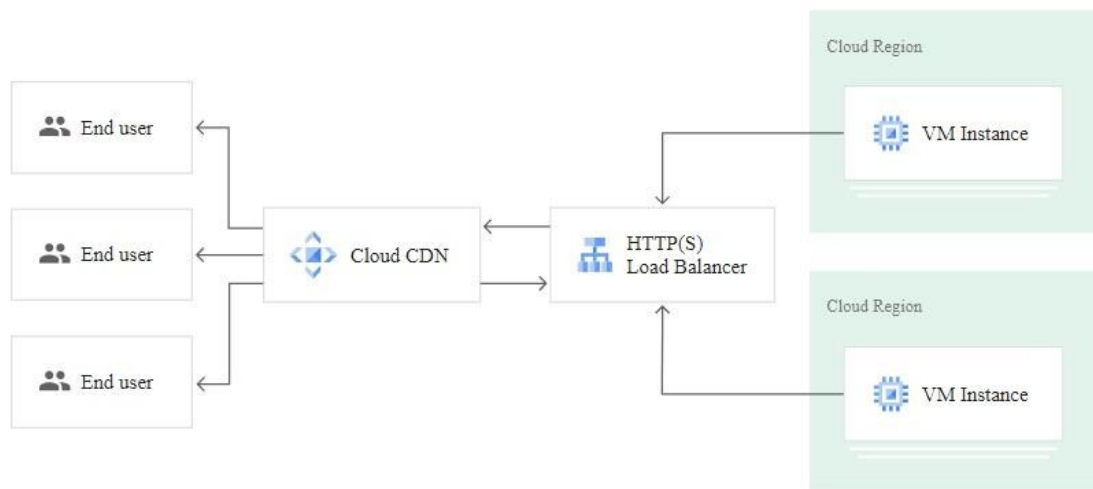 Cloud Region
End user
VM Instance
End user
Cloud CDN
HTTP(S)
Load Balancer
Cloud Region
End user
VM Instance